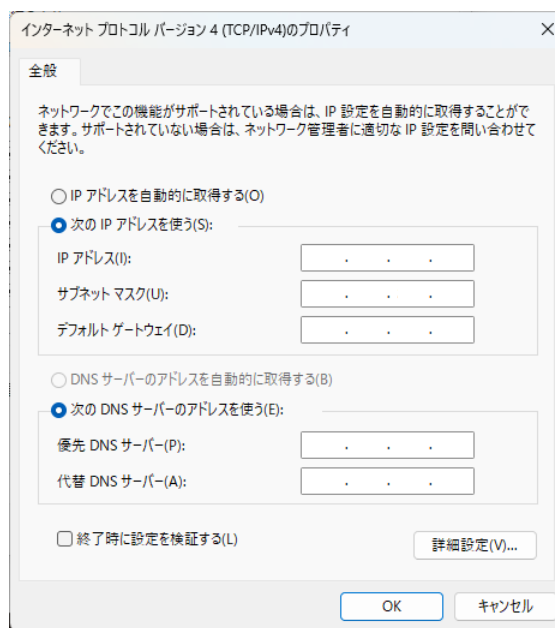 インターネット プロトコル バージョン 4 (TCP/IPv4)のプロパティ
全般
ネットワークでこの機能がサポートされている場合は、IP 設定を自動的に取得することがで
きます。サポートされていない場合は、ネットワーク管理者に適切な IP 設定を問い合わせて
ください。
IP アドレスを自動的に取得する(O)
次の IP アドレスを使う(S):
IP アドレス(I):
サブネット マスク(U):
デフォルト ゲートウェイ(D):
DNS サーバーのアドレスを自動的に取得する(B)
次の DNS サーバーのアドレスを使う(E):
優先 DNS サーバー(P):
代替 DNS サーバー(A):
終了時に設定を検証する(L)
詳細設定(V)...
OK
キャンセル